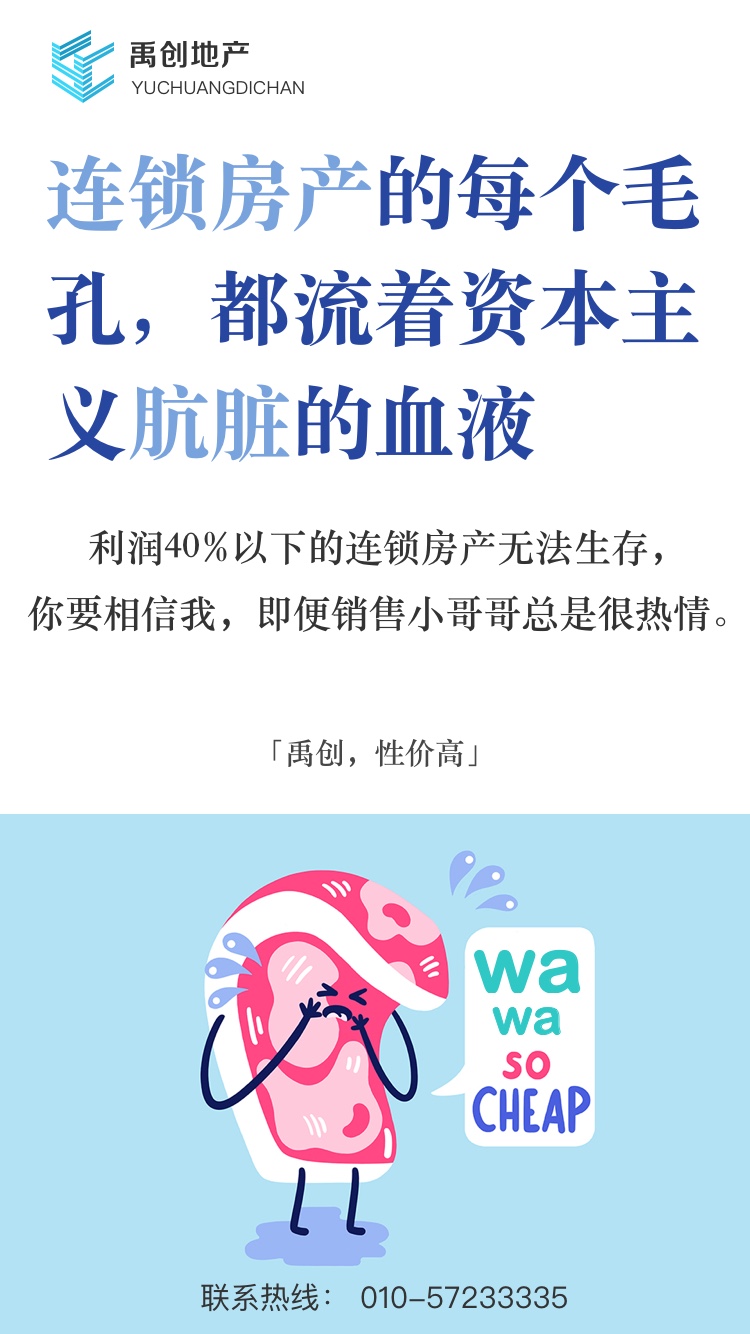 禹创地产
YUCHUANGDICHAN
连锁房产的每个毛
孔，都流着资本主
义肮脏的血液
利润40%以下的连锁房产无法生存，
你要相信我，即便销售小哥哥总是很热情。
「禹创，性价高」
wa
wa
so
CHEAP
联系热线： 010-57233335